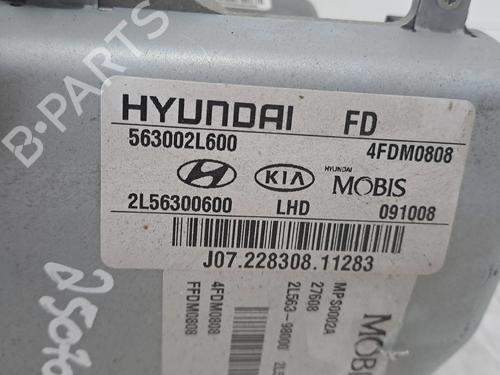 B-PARTS
HYUNDAI FD
563002L600 4FDM0808
KIA HYUNDAI MOBIS
2L56300600 LHD 091008
J07.228308.11283
MPS0002A
27608
2L563-98000
4FDM0808
FFDM0808
MOBIS